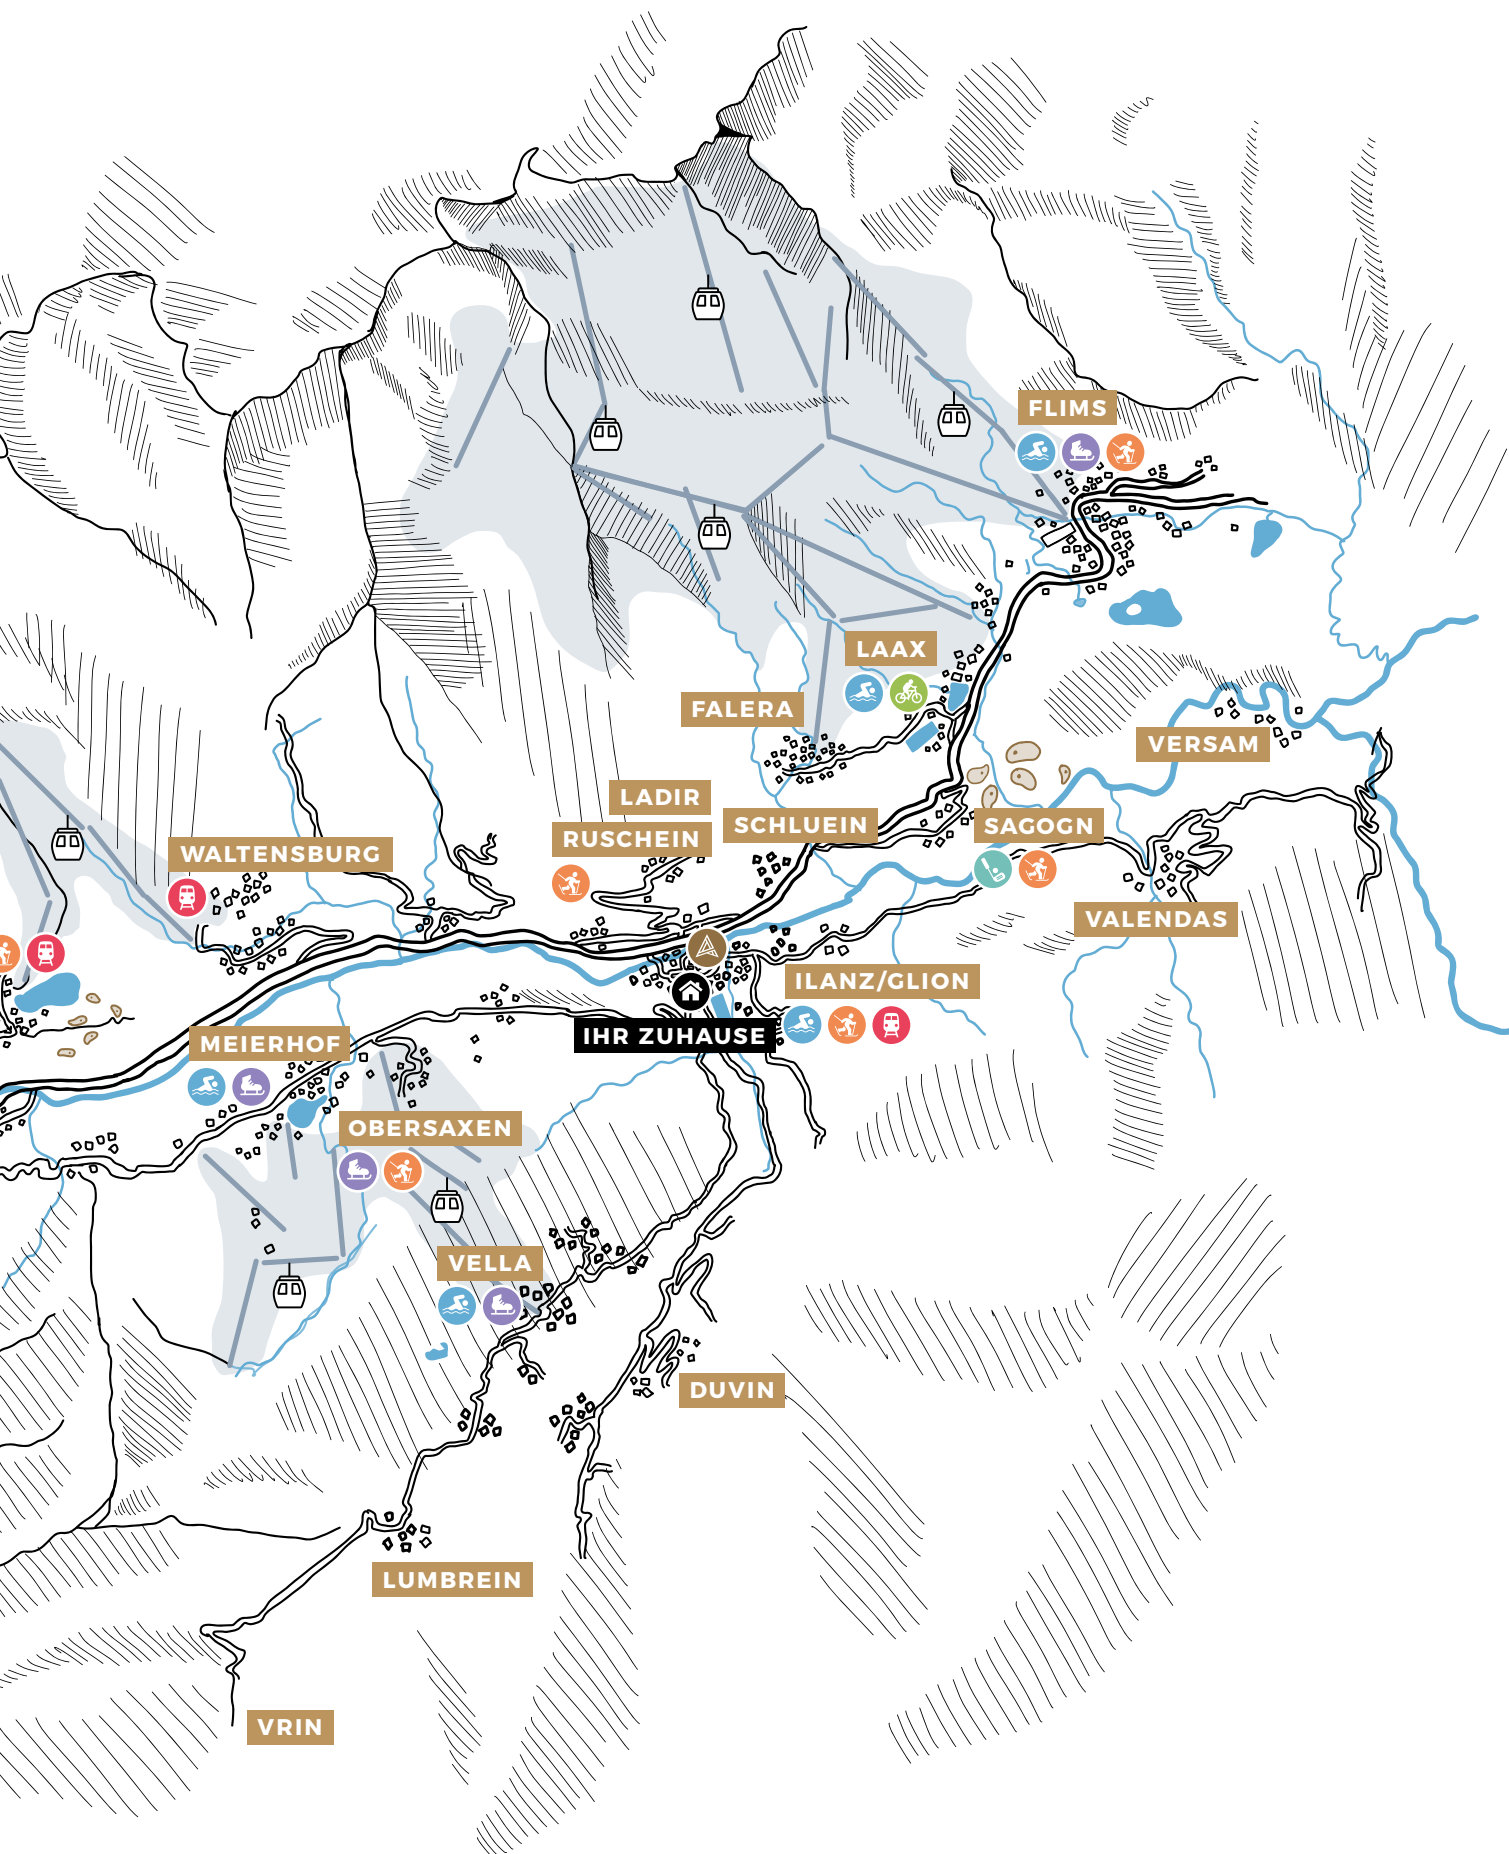 FLIMS
LAAX
FALERA
VERSAM
LADIR
RUSCHEIN
SCHLUEIN
SAGOGN
WALTENSBURG
VALENDAS
ILANZ/GLION
IHR ZUHAUSE
MEIERHOF
OBERSAXEN
VELLA
DUVIN
LUMBREIN
VRIN